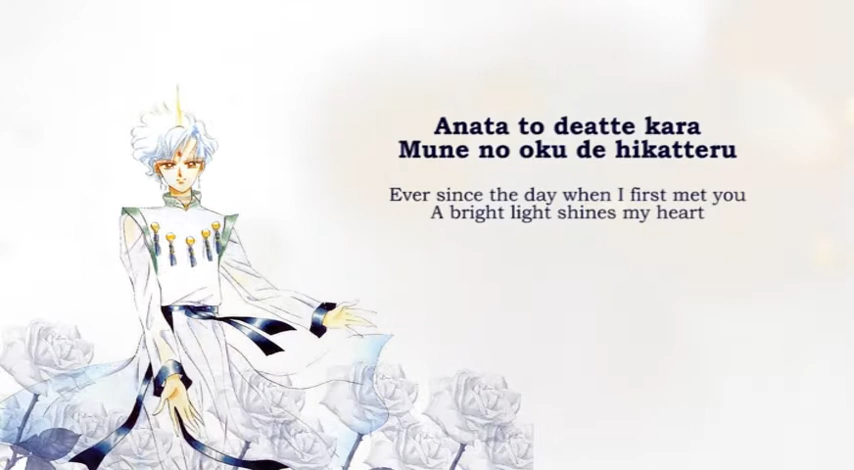 Anata to deatte kara
Mune no oku de hikatteru
Ever since the day when I first met you
A bright light shines my heart